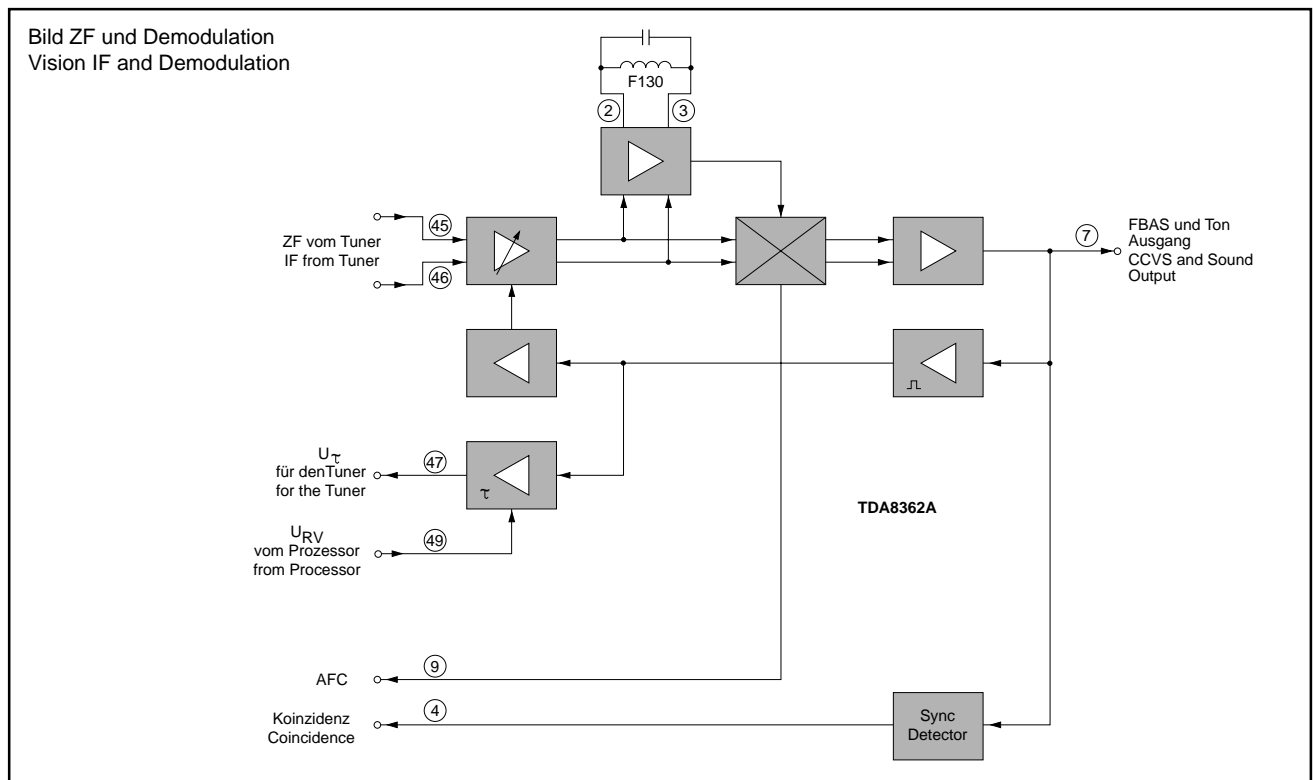 Bild ZF und Demodulation
Vision IF and Demodulation
F130
2
3
45
ZF vom Tuner
IF from Tuner
46
7
FBAS und Ton
Ausgang
CCVS and Sound
Output
Uτ
für denTuner
for the Tuner
47
τ
TDA8362A
URV
vom Prozessor
from Processor
49
AFC
9
Koinzidenz
Coincidence
4
Sync
Detector